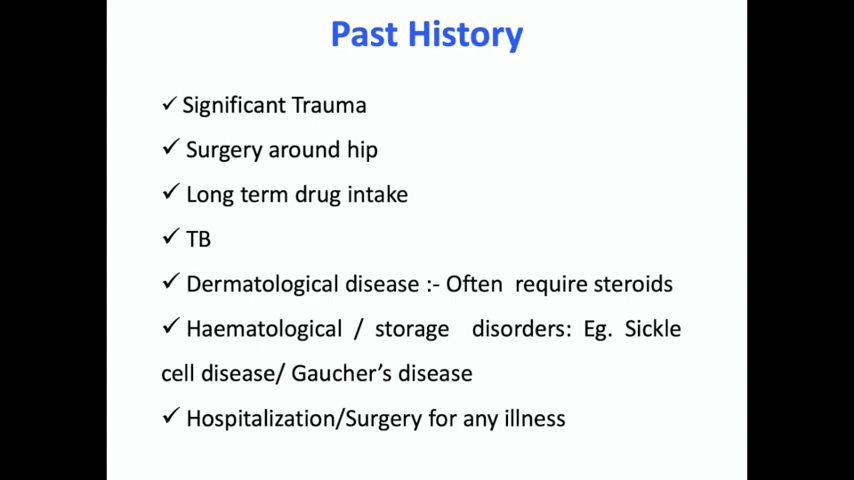 Past History
✓ Significant Trauma
✓ Surgery around hip
✓ Long term drug intake
✓ TB
✓ Dermatological disease :- Often require steroids
✓ Haematological / storage disorders: Eg. Sickle
cell disease/ Gaucher’s disease
✓ Hospitalization/Surgery for any illness